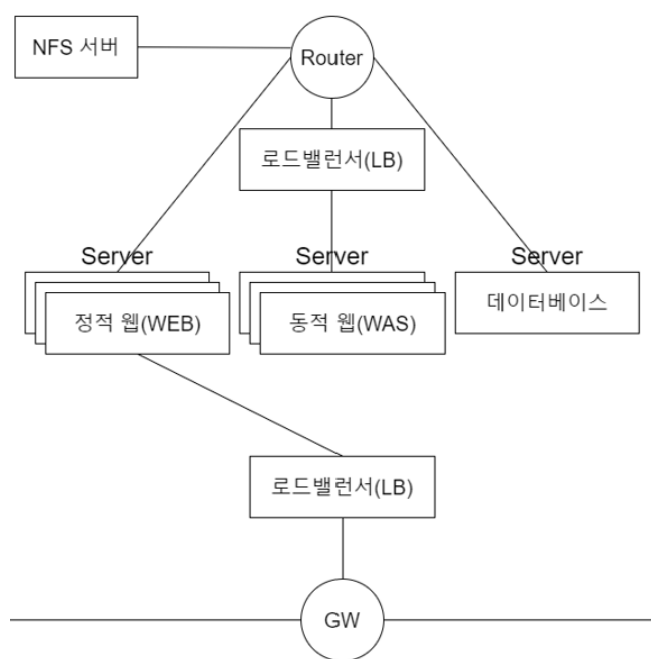 NFS 서버
Router
로드밸런서(LB)
Server
Server
Server
정적 웹(WEB)
동적 웹(WAS)
데이터베이스
로드밸런서(LB)
GW